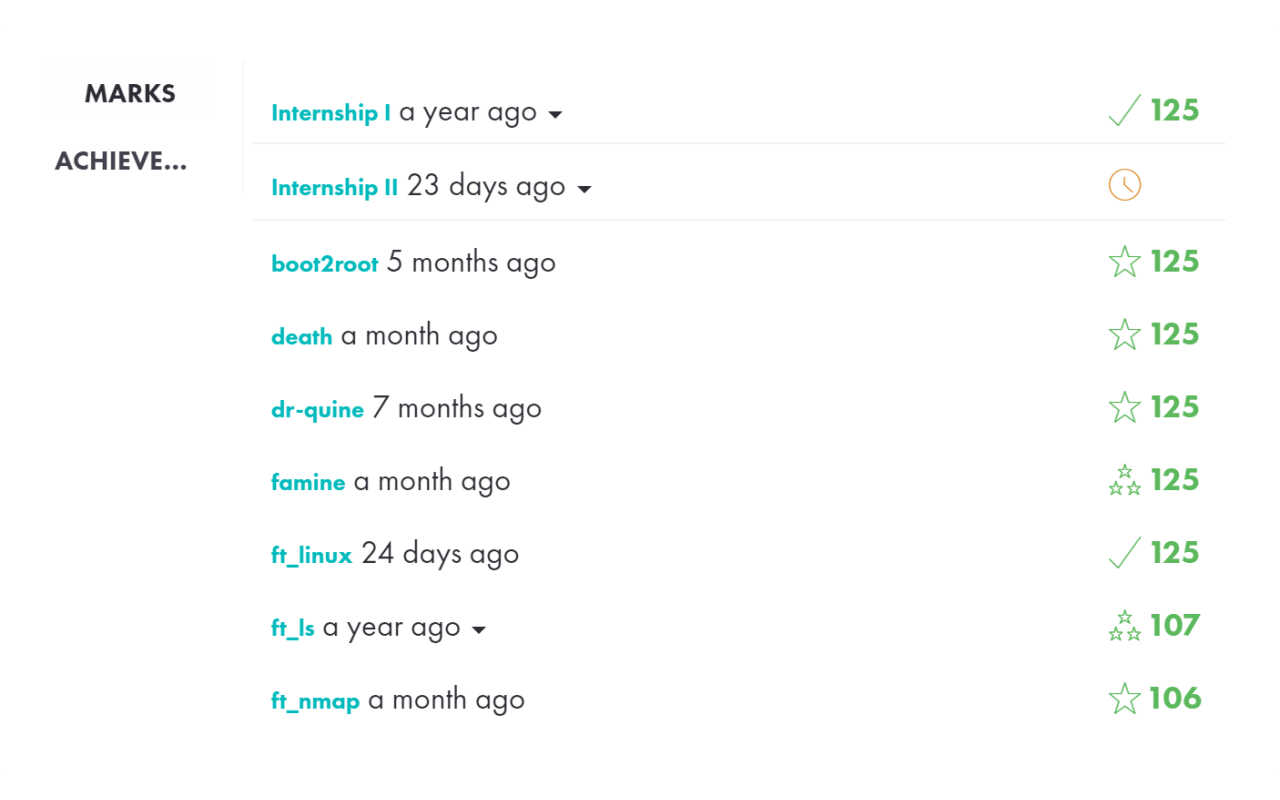 MARKS
ACHIEVE...
Internship I a year ago 125
Internship II 23 days ago
boot2root 5 months ago 125
death a month ago 125
dr-quine 7 months ago 125
famine a month ago 125
ft_linux 24 days ago 125
ft_ls a year ago 107
ft_nmap a month ago 106